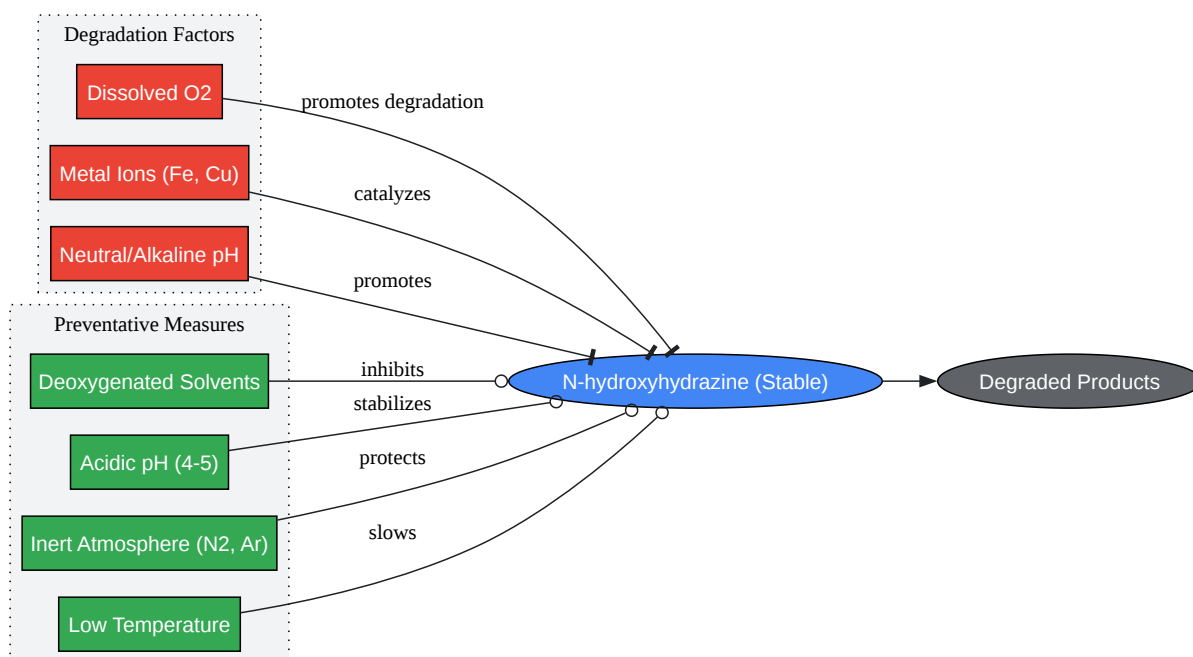 Degradation Factors
Dissolved O2
promotes degradation
Metal Ions (Fe, Cu)
catalyzes
Neutral/Alkaline pH
promotes
Preventative Measures
Deoxygenated Solvents
inhibits
N-hydroxyhydrazine (Stable)
Degraded Products
stabilizes
Acidic pH (4-5)
protects
Inert Atmosphere (N2, Ar)
slows
Low Temperature